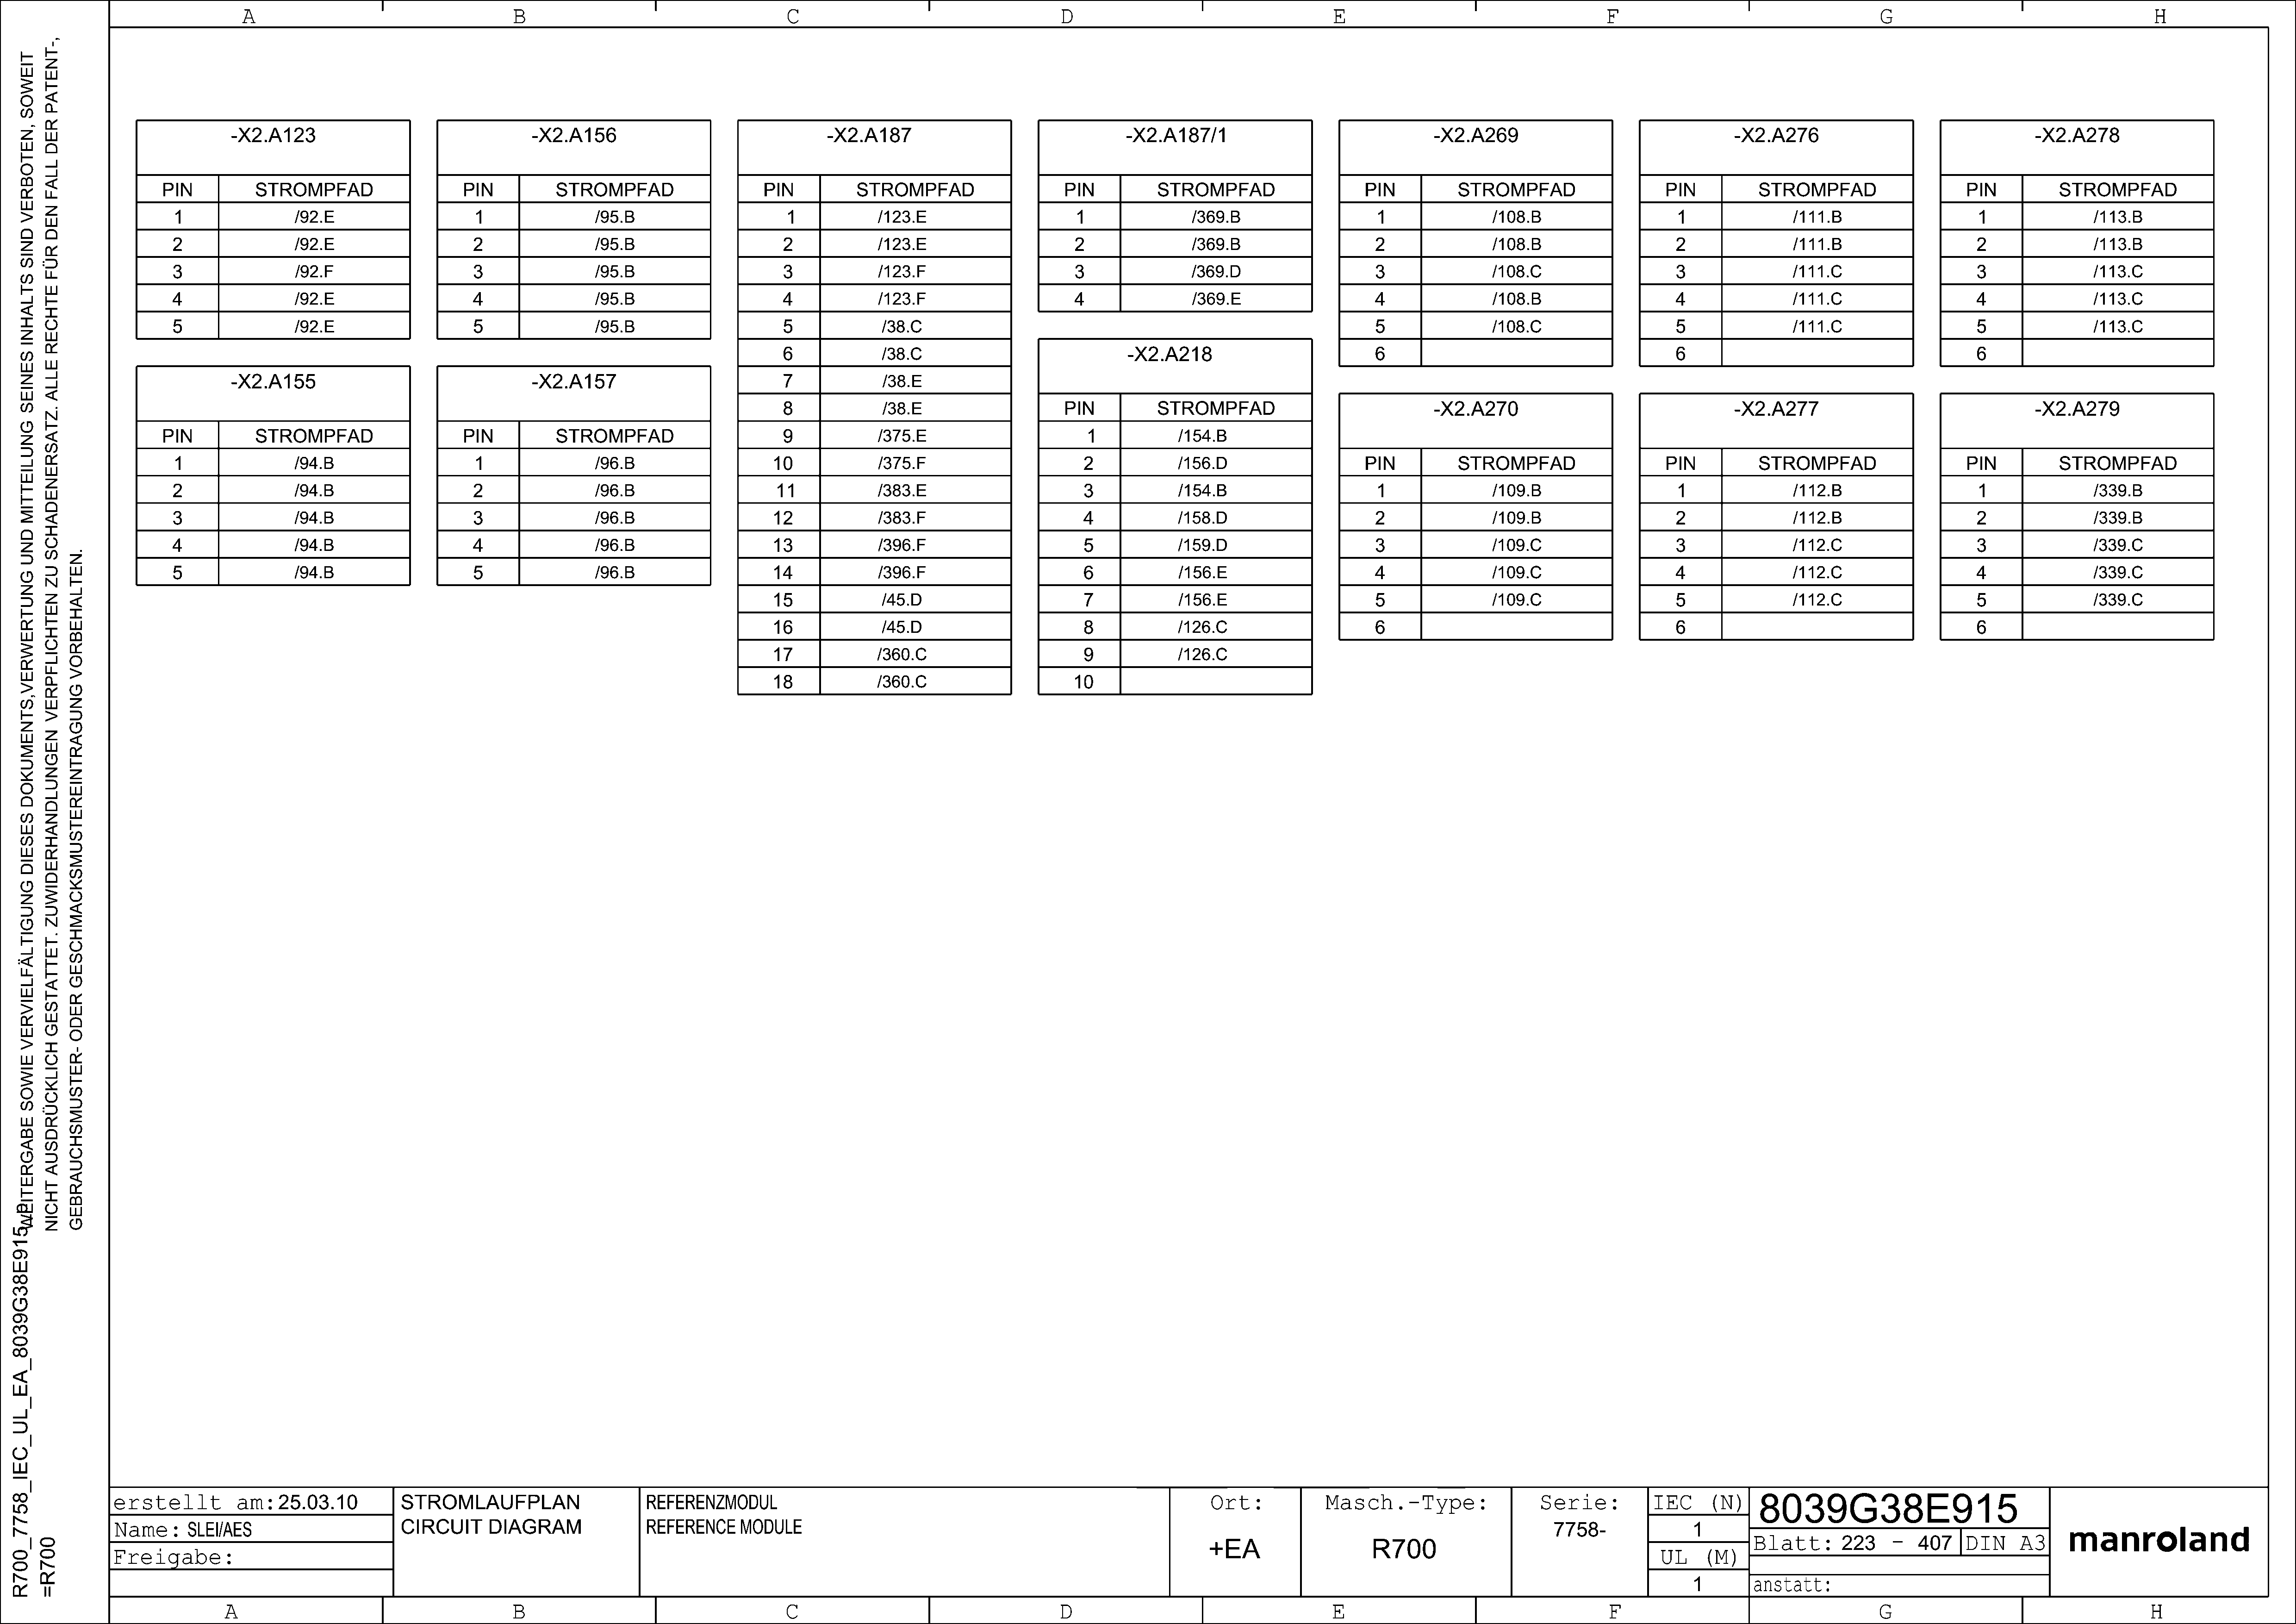 A B C D E F G H
WEITERGABE SOWIE VERVIELFÄLTIGUNG DIESES DOKUMENTS,VERWERTUNG UND MITTEILUNG SEINES INHALTS SIND VERBOTEN, SOWEIT
NICHT AUSDRÜCKLICH GESTATTET. ZUWIDERHANDLUNGEN VERPFLICHTEN ZU SCHADENERSATZ. ALLE RECHTE FÜR DEN FALL DER PATENT-,
GEBRAUCHSMUSTER- ODER GESCHMACKSMUSTEREINTRAGUNG VORBEHALTEN.
-X2.A123
PIN STROMPFAD
1 /92.E
2 /92.E
3 /92.F
4 /92.E
5 /92.E
-X2.A155
PIN STROMPFAD
1 /94.B
2 /94.B
3 /94.B
4 /94.B
5 /94.B
-X2.A156
PIN STROMPFAD
1 /95.B
2 /95.B
3 /95.B
4 /95.B
5 /95.B
-X2.A157
PIN STROMPFAD
1 /96.B
2 /96.B
3 /96.B
4 /96.B
5 /96.B
-X2.A187
PIN STROMPFAD
1 /123.E
2 /123.E
3 /123.F
4 /123.F
5 /38.C
6 /38.C
7 /38.E
8 /38.E
9 /375.E
10 /375.F
11 /383.E
12 /383.F
13 /396.F
14 /396.F
15 /45.D
16 /45.D
17 /360.C
18 /360.C
-X2.A187/1
PIN STROMPFAD
1 /369.B
2 /369.B
3 /369.D
4 /369.E
-X2.A218
PIN STROMPFAD
1 /154.B
2 /156.D
3 /154.B
4 /158.D
5 /159.D
6 /156.E
7 /156.E
8 /126.C
9 /126.C
10
-X2.A269
PIN STROMPFAD
1 /108.B
2 /108.B
3 /108.C
4 /108.B
5 /108.C
6
-X2.A270
PIN STROMPFAD
1 /109.B
2 /109.B
3 /109.C
4 /109.C
5 /109.C
6
-X2.A276
PIN STROMPFAD
1 /111.B
2 /111.B
3 /111.C
4 /111.C
5 /111.C
6
-X2.A277
PIN STROMPFAD
1 /112.B
2 /112.B
3 /112.C
4 /112.C
5 /112.C
6
-X2.A278
PIN STROMPFAD
1 /113.B
2 /113.B
3 /113.C
4 /113.C
5 /113.C
6
-X2.A279
PIN STROMPFAD
1 /339.B
2 /339.B
3 /339.C
4 /339.C
5 /339.C
6
=R700
erstellt am: 25.03.10
Name: SLEI/AES
Freigabe:
STROMLAUFPLAN
CIRCUIT DIAGRAM
REFERENZMODUL
REFERENCE MODULE
Ort:
+EA
Masch.-Type:
R700
Serie:
7758-
IEC (N)
1
UL (M)
1
8039G38E915
Blatt: 223 - 407 DIN A3
anstatt:
manroland
A B C D E F G H